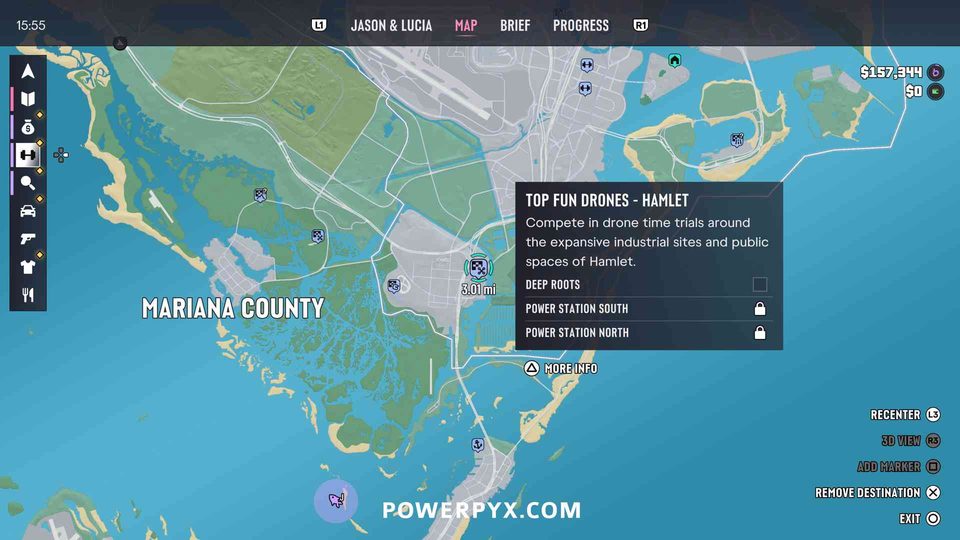 15:55
L1 JASON & LUCIA MAP BRIEF PROGRESS R1
$157,344
$0
TOP FUN DRONES - HAMLET
Compete in drone time trials around
the expansive industrial sites and public
spaces of Hamlet.
DEEP ROOTS
POWER STATION SOUTH
POWER STATION NORTH
3.01 mi
MARIANA COUNTY
MORE INFO
RECENTER L3
3D VIEW R3
ADD MARKER
REMOVE DESTINATION
EXIT
POWERPYX.COM